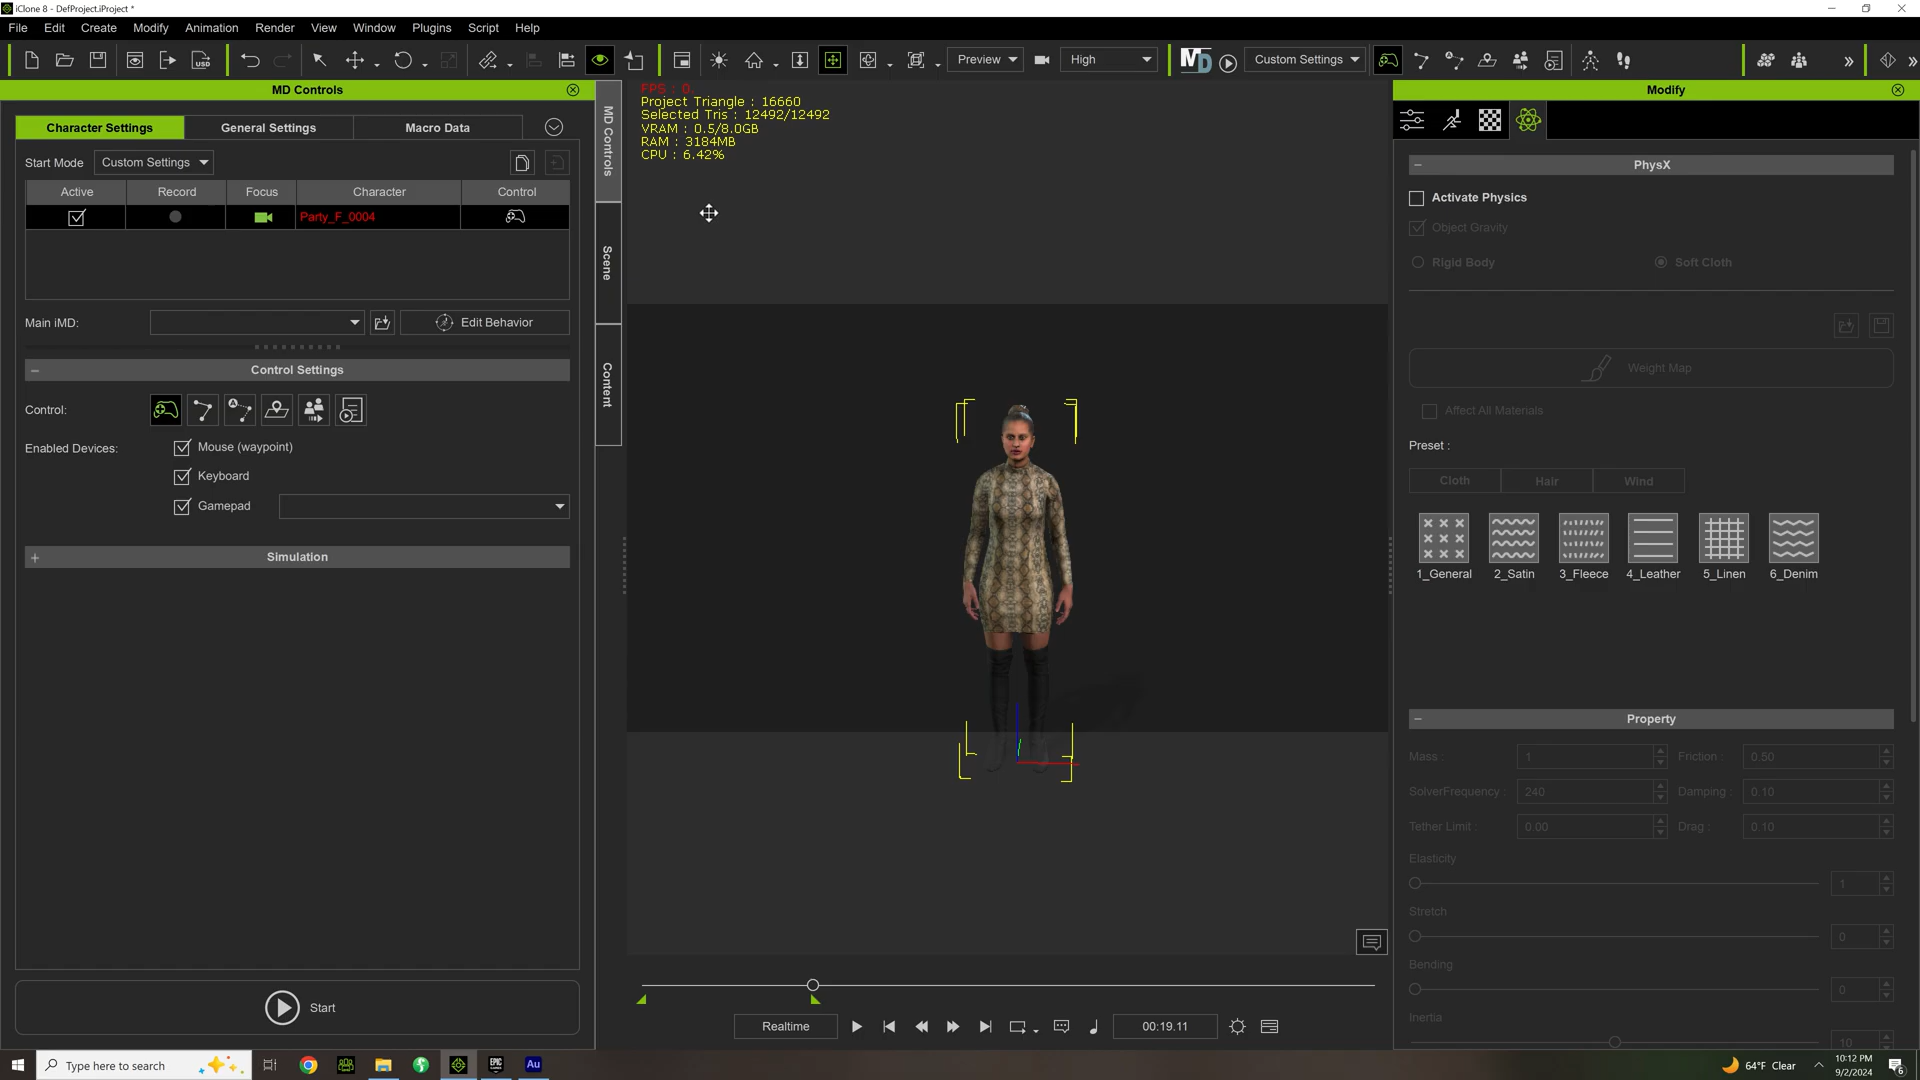 iClone 8 - DefProject.iProject *
File Edit Create Modify Animation Render View Window Plugins Script Help
USD Preview High MD Custom Settings
MD Controls
Character Settings General Settings Macro Data
Start Mode Custom Settings
Active Record Focus Character Control
Party_F_0004
Main iMD: Edit Behavior
Control Settings
Control:
Enabled Devices: Mouse (waypoint)
Keyboard
Gamepad
Simulation
Start
MD Controls
Scene
Content
FPS : 0.
Project Triangle : 16660
Selected Tris : 12492/12492
VRAM : 0.5/8.0GB
RAM : 3184MB
CPU : 6.42%
Realtime 00:19.11
Modify
PhysX
Activate Physics
Object Gravity
Rigid Body Soft Cloth
Weight Map
Affect All Materials
Preset :
Cloth Hair Wind
1_General 2_Satin 3_Fleece 4_Leather 5_Linen 6_Denim
Property
Mass : 1 Friction : 0.50
SolverFrequency : 240 Damping : 0.10
Tether Limit : 0.00 Drag : 0.10
Elasticity
1
Stretch
0
Bending
0
Inertia
10
Type here to search
EPIC GAMES
Au
64°F Clear
10:12 PM
9/2/2024
6